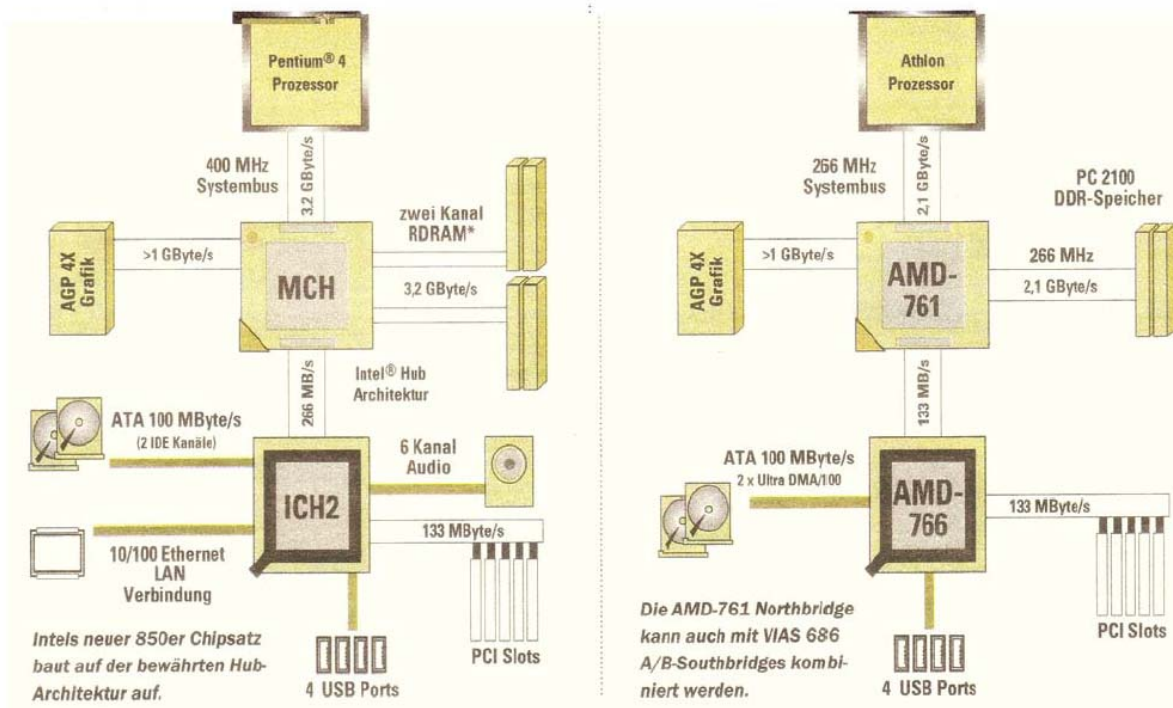 Pentium® 4
Prozessor
400 MHz
Systembus
3,2 GByte/s
zwei Kanal
RDRAM*
AGP 4X
Grafik
>1 GByte/s
MCH
3,2 GByte/s
Intel® Hub
Architektur
266 MB/s
ATA 100 MByte/s
(2 IDE Kanäle)
6 Kanal
Audio
ICH2
133 MByte/s
10/100 Ethernet
LAN
Verbindung
PCI Slots
4 USB Ports
Intels neuer 850er Chipsatz
baut auf der bewährten Hub-
Architektur auf.
Athlon
Prozessor
266 MHz
Systembus
2,1 GByte/s
PC 2100
DDR-Speicher
AGP 4X
Grafik
>1 GByte/s
AMD-
761
266 MHz
2,1 GByte/s
133 MB/s
ATA 100 MByte/s
2 x Ultra DMA/100
AMD-
766
133 MByte/s
PCI Slots
4 USB Ports
Die AMD-761 Northbridge
kann auch mit VIAS 686
A/B-Southbridges kombi-
niert werden.